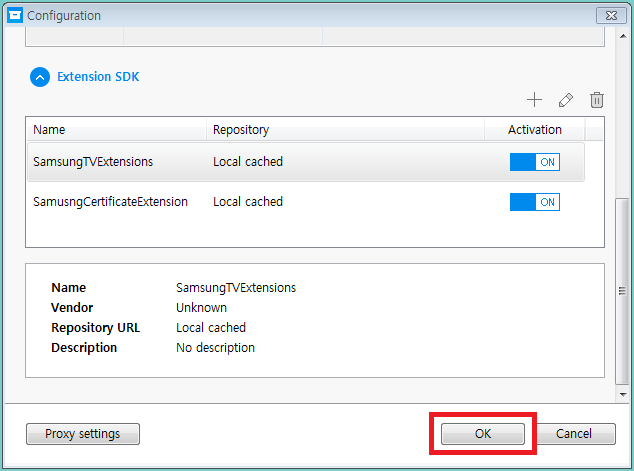 Configuration
Extension SDK
Name Repository Activation
SamsungTVExtensions Local cached ON
SamusngCertificateExtension Local cached ON
Name SamsungTVExtensions
Vendor Unknown
Repository URL Local cached
Description No description
Proxy settings OK Cancel